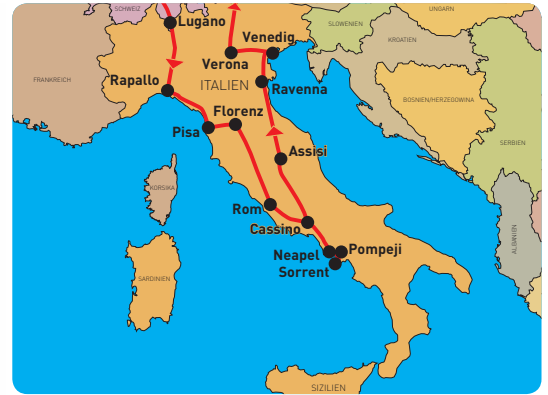 SCHWEIZ
UNGARN
Lugano
SLOWENIEN
Venedig
KROATIEN
Verona
FRANKREICH
Rapallo
ITALIEN
Ravenna
BOSNIEN/HERZEGOWINA
Florenz
Pisa
SERBIEN
Assisi
KORSIKA
Rom
Cassino
ALBANIEN
Neapel
Pompeji
Sorrent
SARDINIEN
SIZILIEN